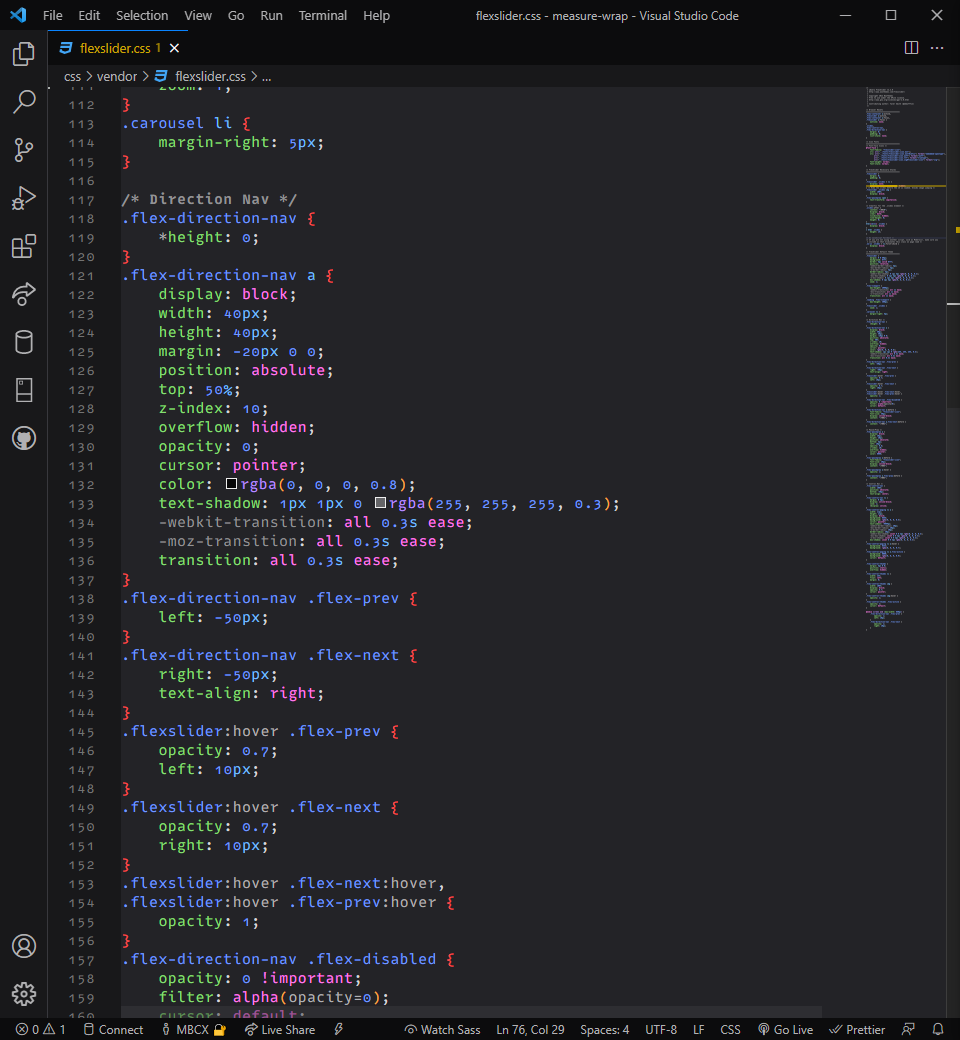 File Edit Selection View Go Run Terminal Help flexslider.css - measure-wrap - Visual Studio Code
flexslider.css 1
css > vendor > flexslider.css > ...
111 zoom: 1;
112 }
113 .carousel li {
114 margin-right: 5px;
115 }
116
117 /* Direction Nav */
118 .flex-direction-nav {
119 *height: 0;
120 }
121 .flex-direction-nav a {
122 display: block;
123 width: 40px;
124 height: 40px;
125 margin: -20px 0 0;
126 position: absolute;
127 top: 50%;
128 z-index: 10;
129 overflow: hidden;
130 opacity: 0;
131 cursor: pointer;
132 color: rgba(0, 0, 0, 0.8);
133 text-shadow: 1px 1px 0 rgba(255, 255, 255, 0.3);
134 -webkit-transition: all 0.3s ease;
135 -moz-transition: all 0.3s ease;
136 transition: all 0.3s ease;
137 }
138 .flex-direction-nav .flex-prev {
139 left: -50px;
140 }
141 .flex-direction-nav .flex-next {
142 right: -50px;
143 text-align: right;
144 }
145 .flexslider:hover .flex-prev {
146 opacity: 0.7;
147 left: 10px;
148 }
149 .flexslider:hover .flex-next {
150 opacity: 0.7;
151 right: 10px;
152 }
153 .flexslider:hover .flex-next:hover,
154 .flexslider:hover .flex-prev:hover {
155 opacity: 1;
156 }
157 .flex-direction-nav .flex-disabled {
158 opacity: 0 !important;
159 filter: alpha(opacity=0);
160 cursor: default;
0 1 Connect MBCX Live Share Watch Sass Ln 76, Col 29 Spaces: 4 UTF-8 LF CSS Go Live Prettier